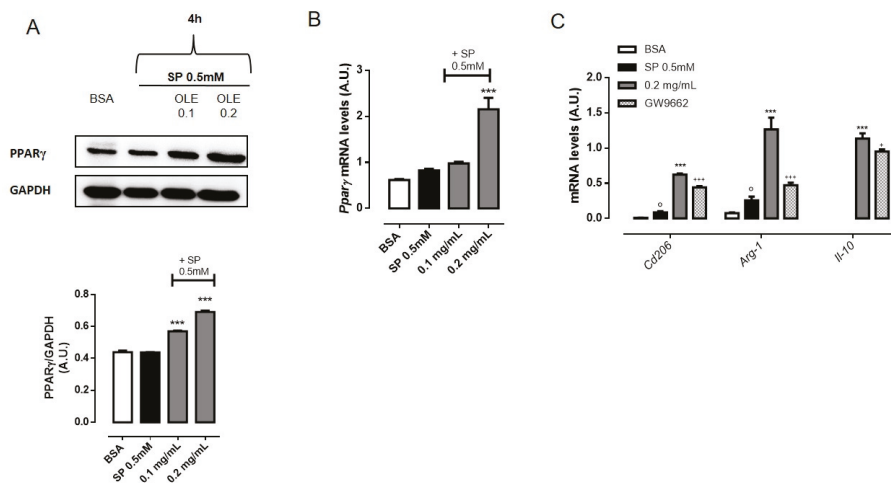 A
4h
SP 0.5mM
BSA
OLE
0.1
OLE
0.2
PPARγ
GAPDH
+ SP
0.5mM
PPARγ/GAPDH
(A.U.)
0.8
0.6
0.4
0.2
0.0
***
***
BSA
SP 0.5mM
0.1 mg/mL
0.2 mg/mL
B
+ SP
0.5mM
Pparγ mRNA levels (A.U.)
3
2
1
0
***
BSA
SP 0.5mM
0.1 mg/mL
0.2 mg/mL
C
BSA
SP 0.5mM
0.2 mg/mL
GW9662
mRNA levels (A.U.)
2.0
1.5
1.0
0.5
0.0
o
***
+++
o
***
+++
***
+
Cd206
Arg-1
Il-10